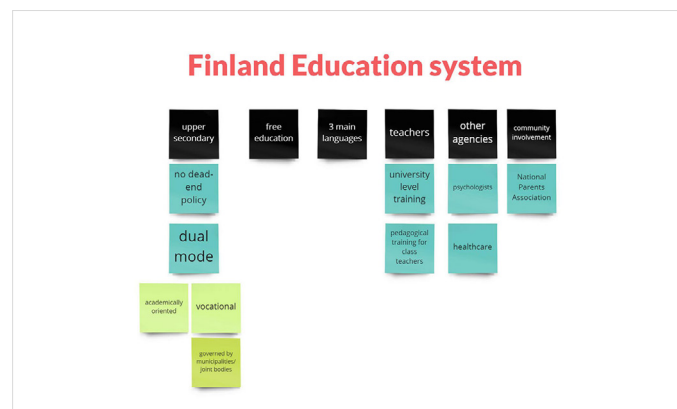 Finland Education system
upper
secondary
free
education
3 main
languages
teachers
other
agencies
community
involvement
no dead-
end
policy
university
level
training
psychologists
National
Parents
Association
dual
mode
pedagogical
training for
class
teachers
healthcare
academically
oriented
vocational
governed by
municipalities/
joint bodies